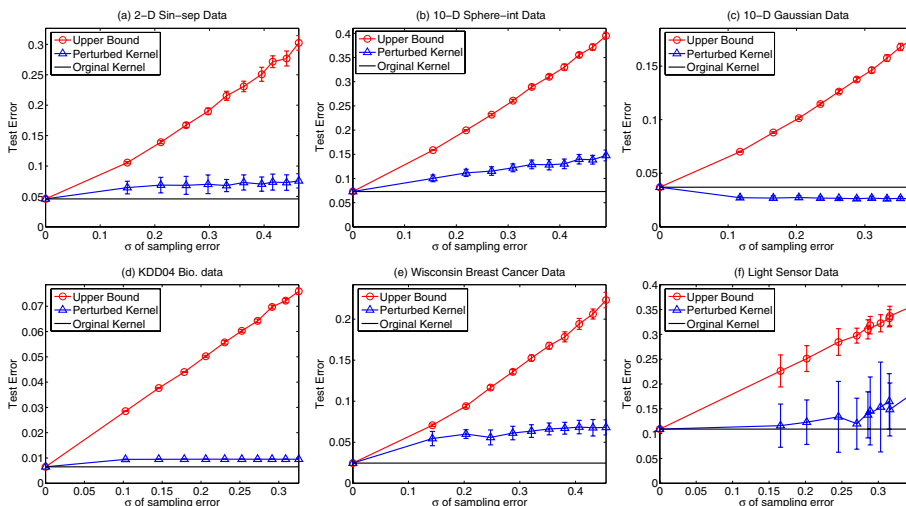 (a) 2-D Sin-sep Data
Upper Bound
Perturbed Kernel
Orginal Kernel
Test Error
0.3
0.25
0.2
0.15
0.1
0.05
0
0
0.1
0.2
0.3
0.4
σ of sampling error
(b) 10-D Sphere-int Data
Upper Bound
Perturbed Kernel
Orginal Kernel
Test Error
0.4
0.35
0.3
0.25
0.2
0.15
0.1
0.05
0
0
0.1
0.2
0.3
0.4
σ of sampling error
(c) 10-D Gaussian Data
Upper Bound
Perturbed Kernel
Orginal Kernel
Test Error
0.15
0.1
0.05
0
0
0.05
0.1
0.15
0.2
0.25
0.3
0.35
σ of sampling error
(d) KDD04 Bio. data
Upper Bound
Perturbed Kernel
Orginal Kernel
Test Error
0.07
0.06
0.05
0.04
0.03
0.02
0.01
0
0
0.05
0.1
0.15
0.2
0.25
0.3
σ of sampling error
(e) Wisconsin Breast Cancer Data
Upper Bound
Perturbed Kernel
Orginal Kernel
Test Error
0.2
0.15
0.1
0.05
0
0
0.1
0.2
0.3
0.4
σ of sampling error
(f) Light Sensor Data
Upper Bound
Perturbed Kernel
Orginal Kernel
Test Error
0.4
0.35
0.3
0.25
0.2
0.15
0.1
0.05
0
0
0.05
0.1
0.15
0.2
0.25
0.3
σ of sampling error